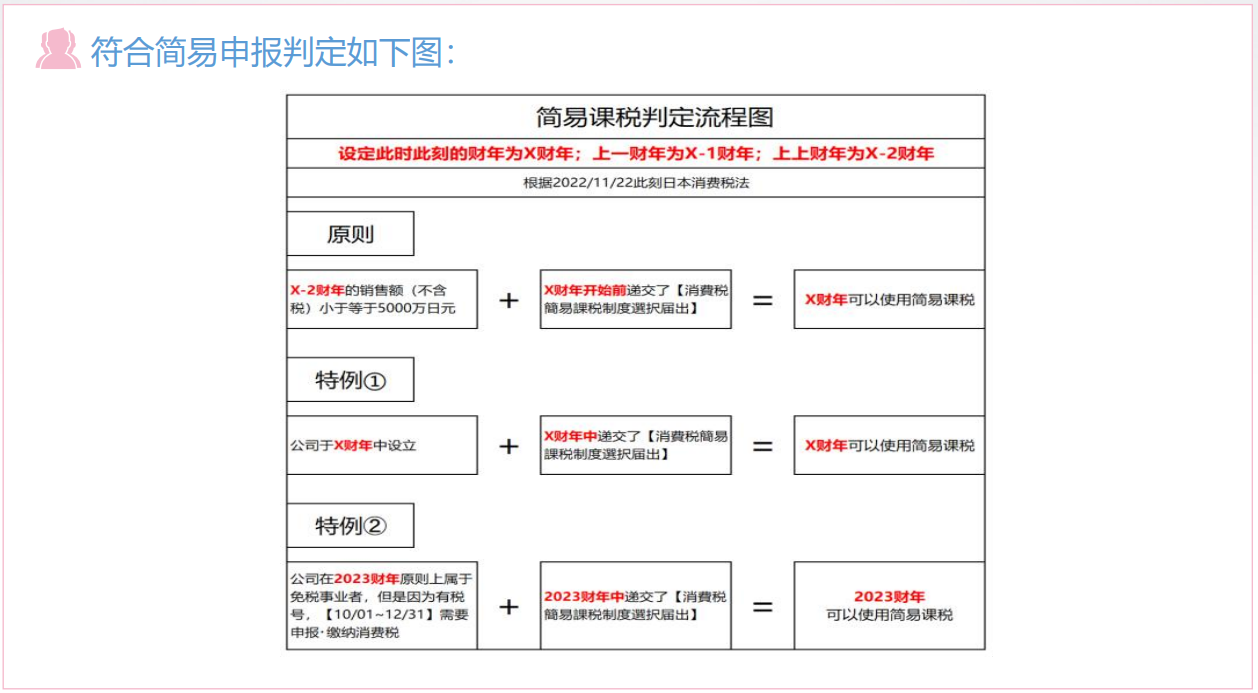 符合简易申报判定如下图：
简易课税判定流程图
设定此时此刻的财年为X财年；上一财年为X-1财年；上上财年为X-2财年
根据2022/11/22此刻日本消费税法
原则
X-2财年的销售额（不含
税）小于等于5000万日元
+
X财年开始前递交了【消費税
簡易課税制度選択届出】
=
X财年可以使用简易课税
特例①
公司于X财年中设立
+
X财年中递交了【消費税簡易
課税制度選択届出】
=
X财年可以使用简易课税
特例②
公司在2023财年原则上属于
免税事业者，但是因为有税
号，【10/01~12/31】需要
申报·缴纳消费税
+
2023财年中递交了【消費税
簡易課税制度選択届出】
=
2023财年
可以使用简易课税